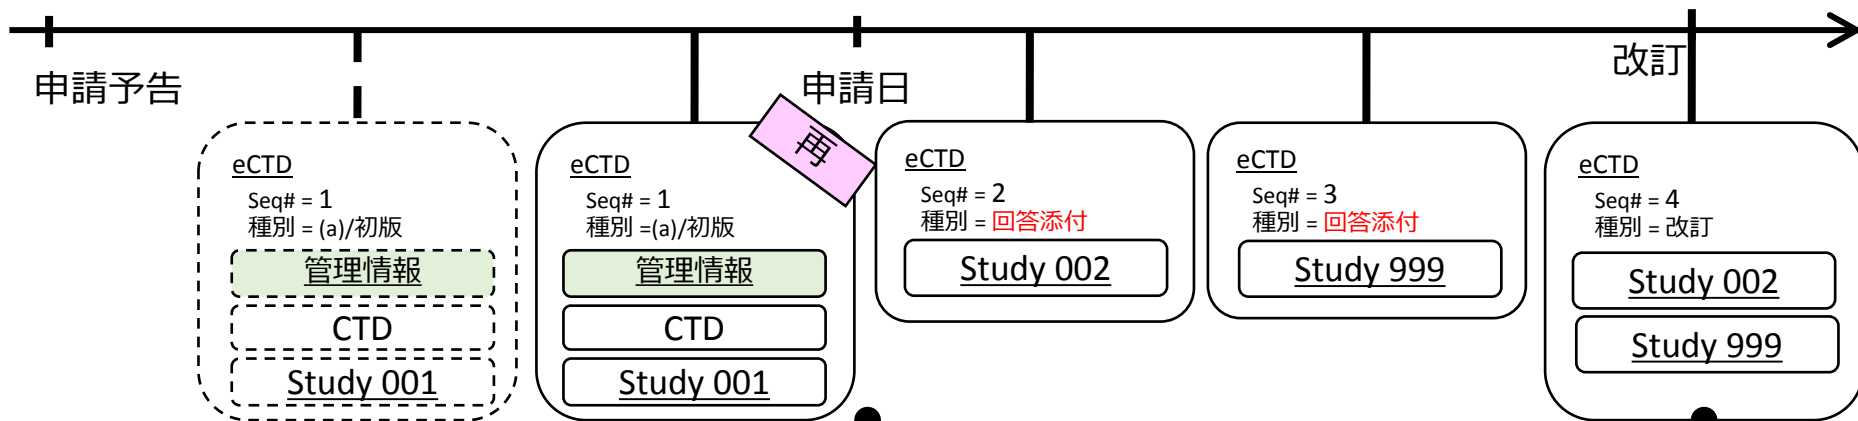 申請予告
申請日
改訂
eCTD
Seq# = 1
種別 = (a)/初版
管理情報
CTD
Study 001
eCTD
Seq# = 1
種別 =(a)/初版
管理情報
CTD
Study 001
再
eCTD
Seq# = 2
種別 = 回答添付
Study 002
eCTD
Seq# = 3
種別 = 回答添付
Study 999
eCTD
Seq# = 4
種別 = 改訂
Study 002
Study 999